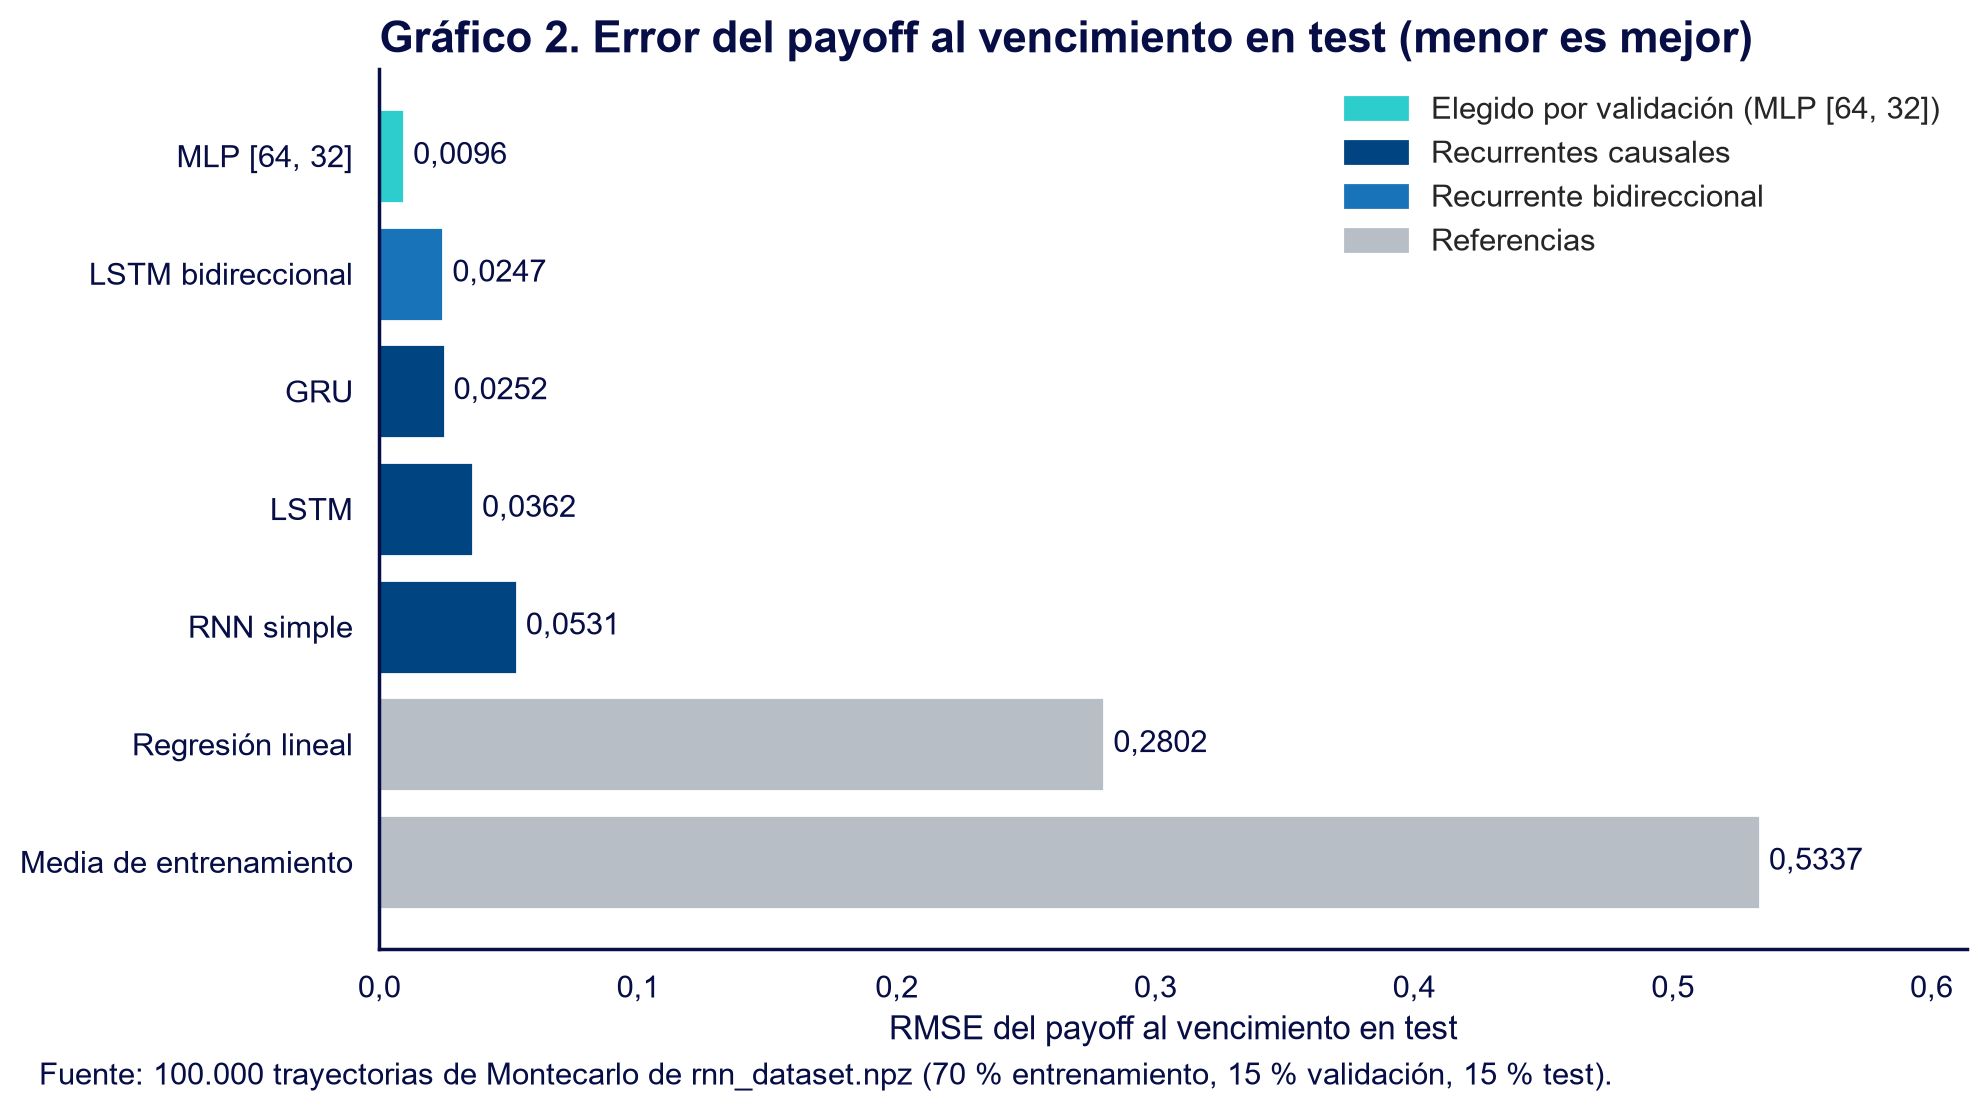 Gráfico 2. Error del payoff al vencimiento en test (menor es mejor)
Elegido por validación (MLP [64, 32])
Recurrentes causales
Recurrente bidireccional
Referencias
MLP [64, 32] 0,0096
LSTM bidireccional 0,0247
GRU 0,0252
LSTM 0,0362
RNN simple 0,0531
Regresión lineal 0,2802
Media de entrenamiento 0,5337
0,0 0,1 0,2 0,3 0,4 0,5 0,6
RMSE del payoff al vencimiento en test
Fuente: 100.000 trayectorias de Montecarlo de rnn_dataset.npz (70 % entrenamiento, 15 % validación, 15 % test).